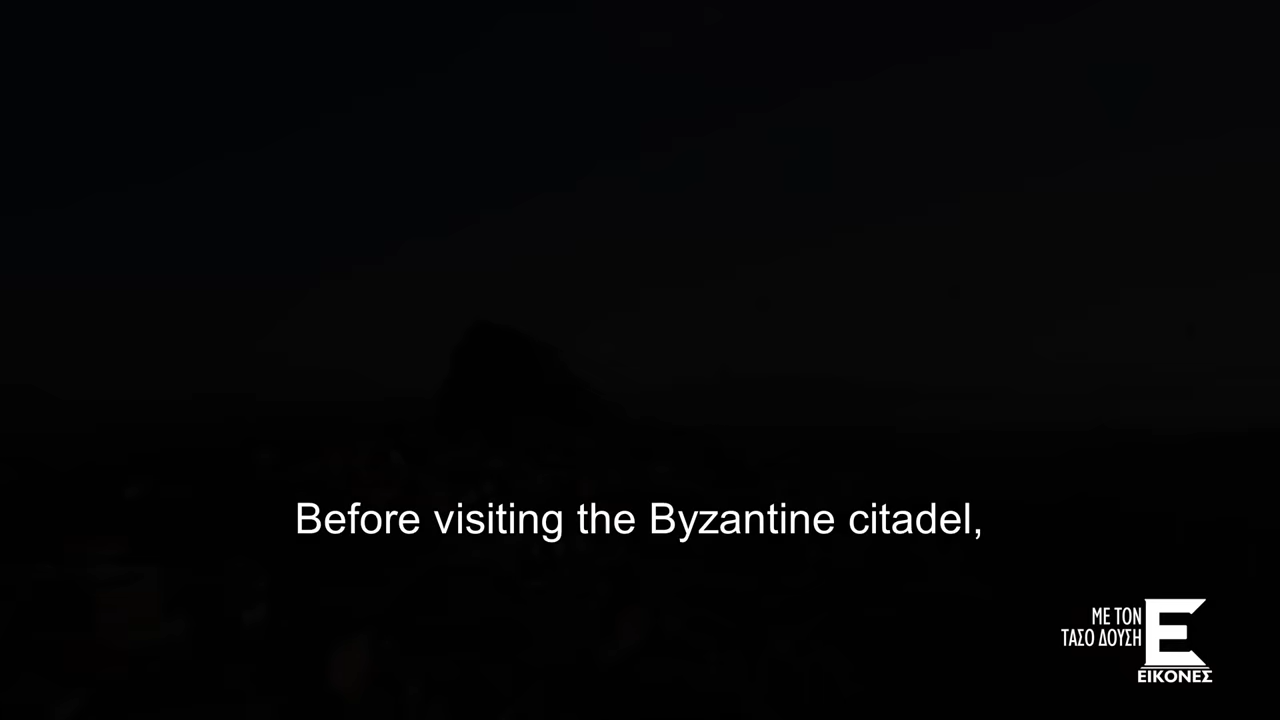 Before visiting the Byzantine citadel,
ΜΕ ΤΟΝ
ΤΑΣΟ ΔΟΥΣΗ
Ε
ΕΙΚΟΝΕΣ